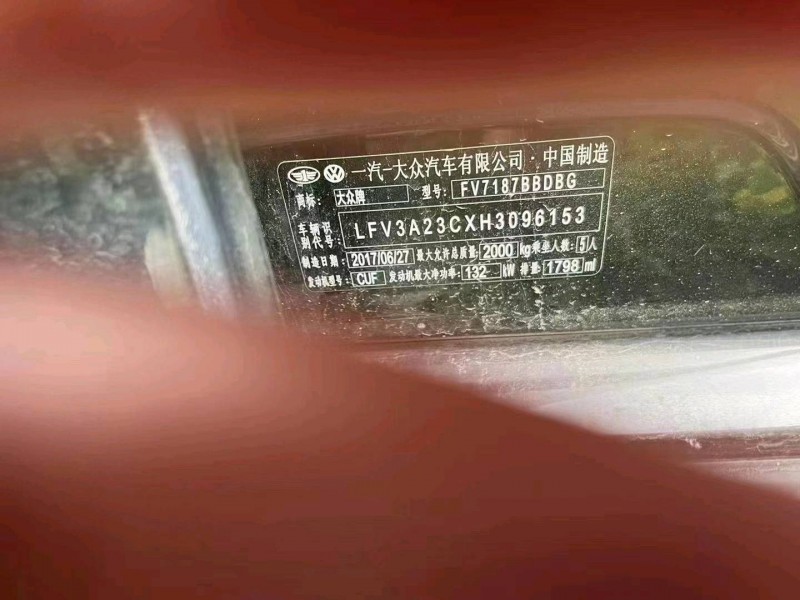 一汽-大众汽车有限公司·中国制造
商标: 大众牌 型号: FV7187BBDBG
车辆识别代号: LFV3A23CXH3096153
制造日期: 2017/06/27 最大允许总质量: 2000 kg 乘坐人数: 5 人
发动机型号: CUF 发动机最大净功率: 132 kW 排量: 1798 ml